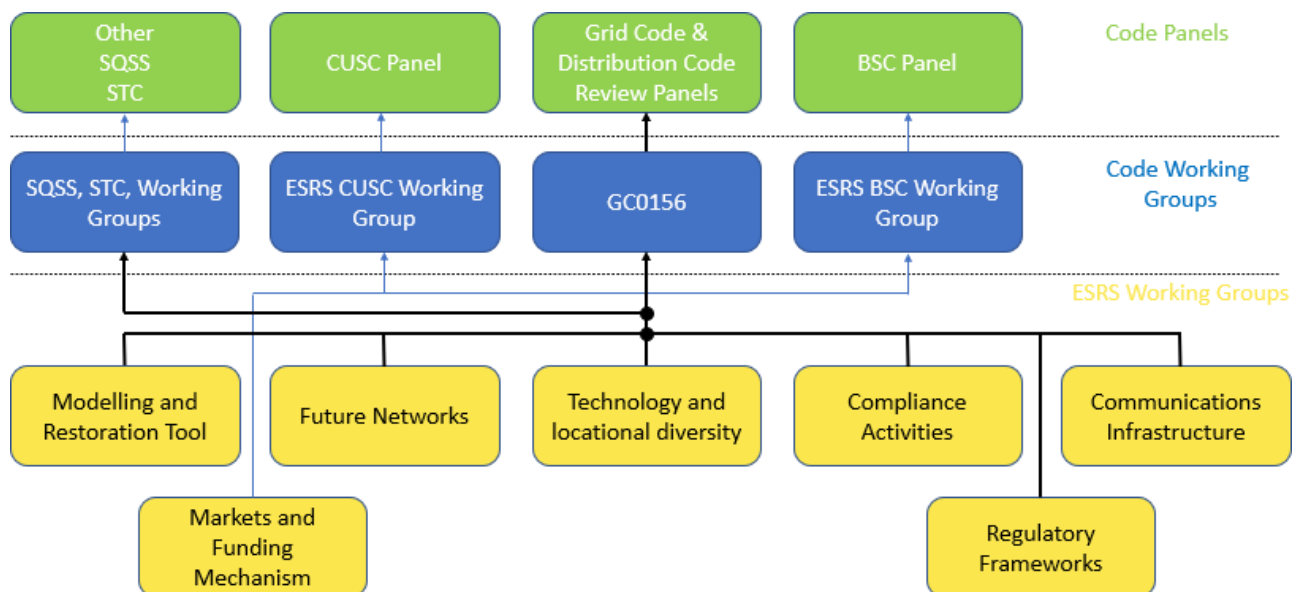 Other
SQSS
STC
CUSC Panel
Grid Code &
Distribution Code
Review Panels
BSC Panel
Code Panels
SQSS, STC, Working
Groups
ESRS CUSC Working
Group
GC0156
ESRS BSC Working
Group
Code Working
Groups
ESRS Working Groups
Modelling and
Restoration Tool
Future Networks
Technology and
locational diversity
Compliance
Activities
Communications
Infrastructure
Markets and
Funding
Mechanism
Regulatory
Frameworks